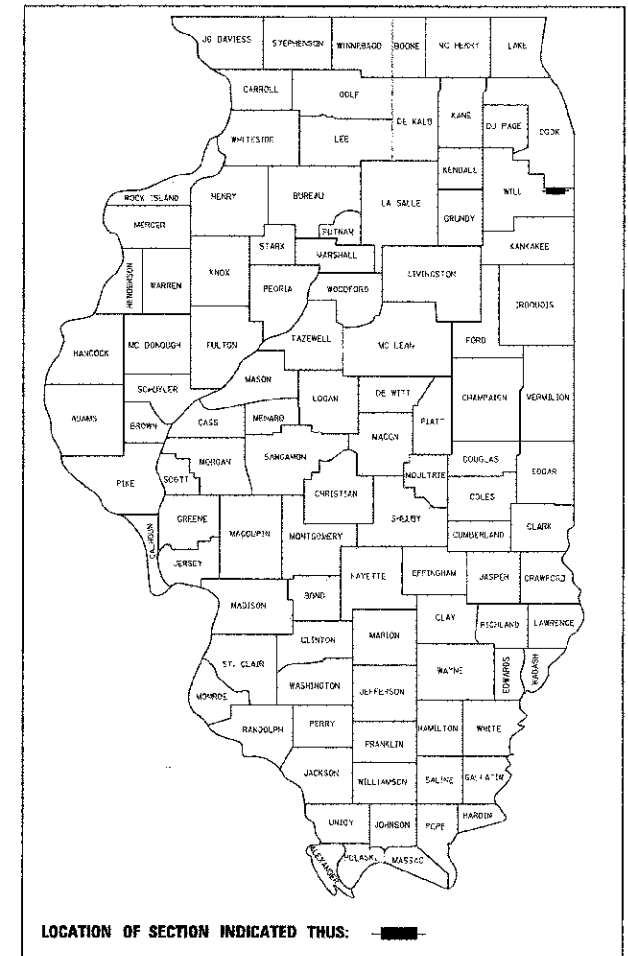 JO DAVIESS STEPHENSON WINNEBAGO BOONE MC HENRY LAKE
CARROLL OGLE DE KALB KANE DU PAGE COOK
WHITESIDE LEE
KENDALL
WILL
ROCK ISLAND HENRY BUREAU LA SALLE GRUNDY
PUTNAM
MERCER
KANKAKEE
STARK MARSHALL
HENDERSON WARREN KNOX PEORIA WOODFORD LIVINGSTON IROQUOIS
HANCOCK MC DONOUGH FULTON TAZEWELL MC LEAN FORD
MASON
SCHUYLER LOGAN DE WITT CHAMPAIGN VERMILION
ADAMS BROWN CASS MENARD PIATT
MACON
MORGAN SANGAMON DOUGLAS
PIKE SCOTT CHRISTIAN MOULTRIE EDGAR
COLES
GREENE SHELBY
CALHOUN MACOUPIN MONTGOMERY CUMBERLAND CLARK
JERSEY
FAYETTE EFFINGHAM JASPER CRAWFORD
MADISON BOND
CLAY RICHLAND LAWRENCE
CLINTON MARION
ST. CLAIR WAYNE EDWARDS WABASH
WASHINGTON JEFFERSON
MONROE
RANDOLPH PERRY HAMILTON WHITE
FRANKLIN
JACKSON WILLIAMSON SALINE GALLATIN
UNION JOHNSON POPE HARDIN
ALEXANDER PULASKI MASSAC
LOCATION OF SECTION INDICATED THUS: